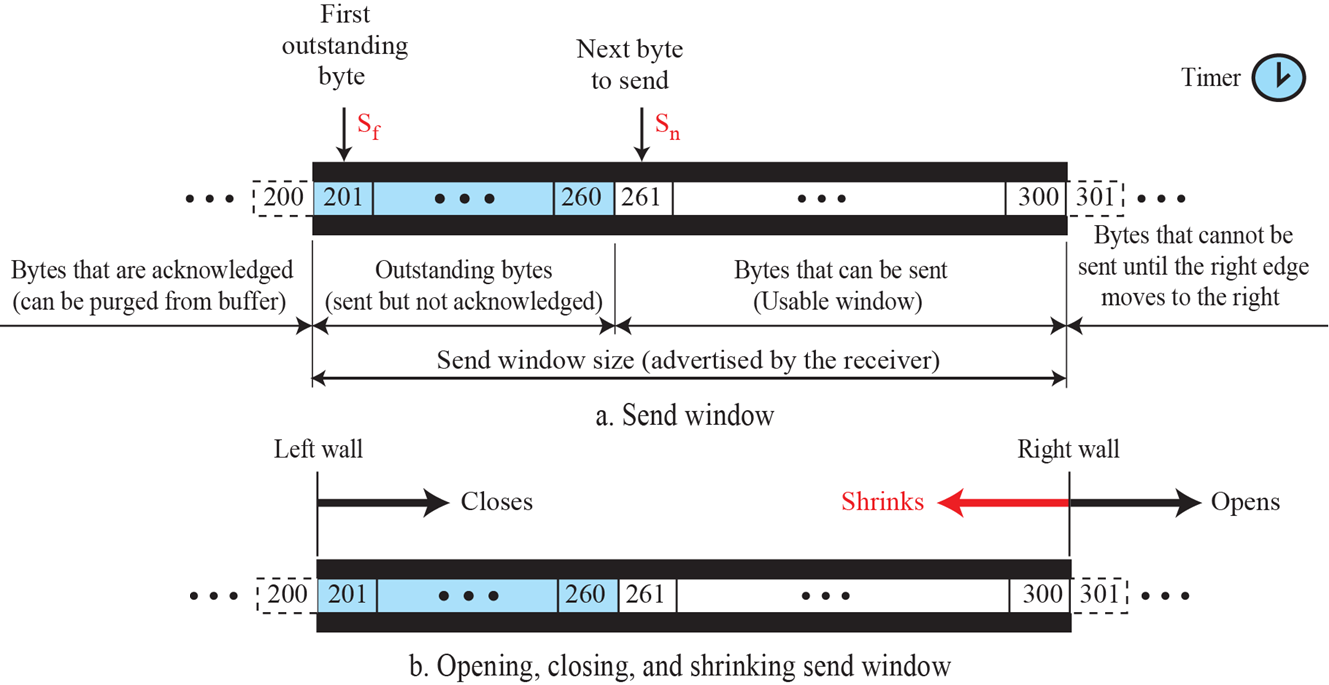 First
outstanding
byte
Next byte
to send
Timer
Sf
Sn
• • • 200 201 • • • 260 261 • • • 300 301 • • •
Bytes that are acknowledged
(can be purged from buffer)
Outstanding bytes
(sent but not acknowledged)
Bytes that can be sent
(Usable window)
Bytes that cannot be
sent until the right edge
moves to the right
Send window size (advertised by the receiver)
a. Send window
Left wall
Right wall
Closes
Shrinks
Opens
• • • 200 201 • • • 260 261 • • • 300 301 • • •
b. Opening, closing, and shrinking send window